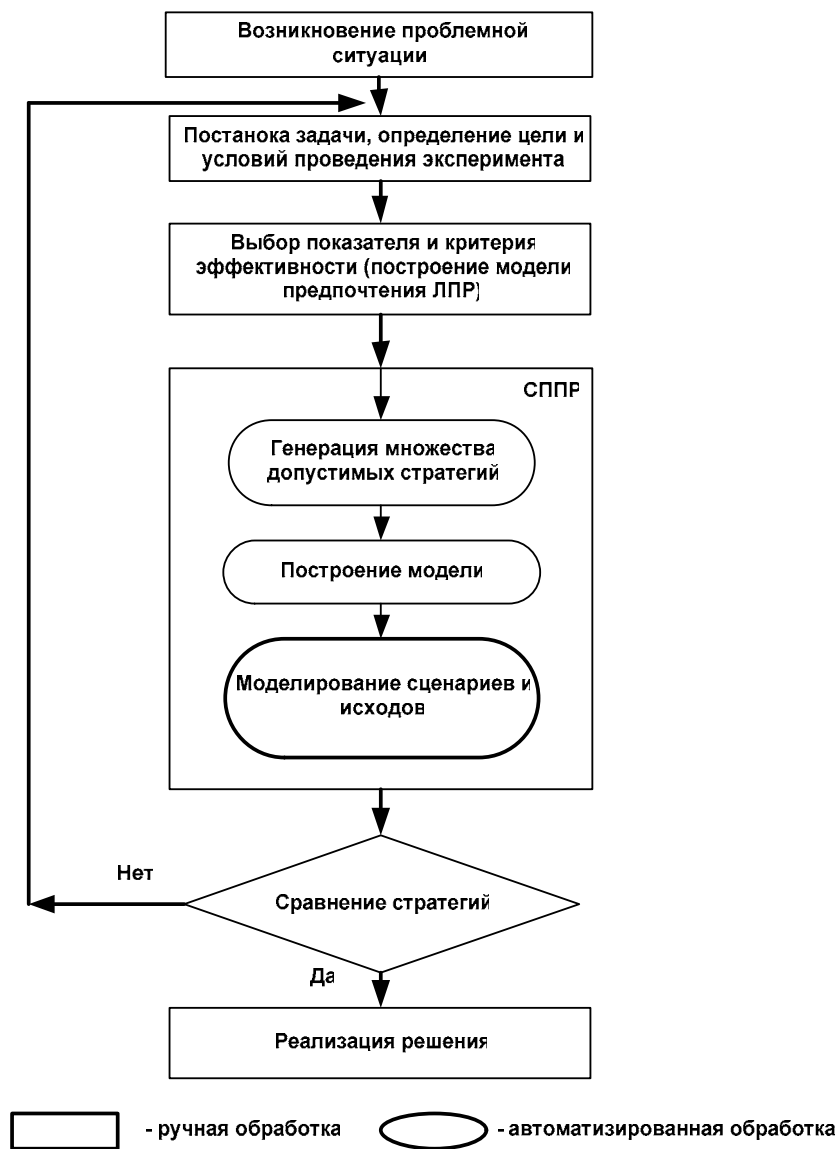 Возникновение проблемной
ситуации
Постанока задачи, определение цели и
условий проведения эксперимента
Выбор показателя и критерия
эффективности (построение модели
предпочтения ЛПР)
СППР
Генерация множества
допустимых стратегий
Построение модели
Моделирование сценариев и
исходов
Нет
Сравнение стратегий
Да
Реализация решения
- ручная обработка
- автоматизированная обработка